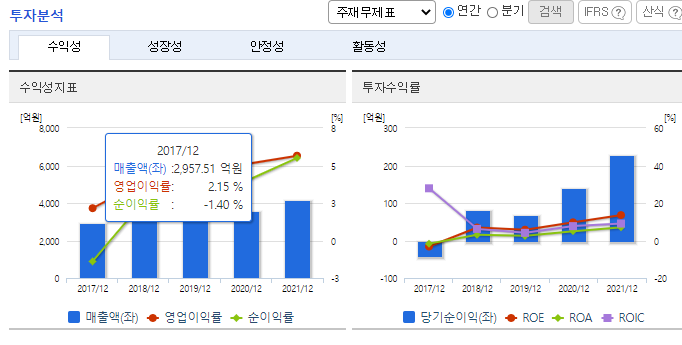 투자분석
주재무제표 연간 분기 검색 IFRS ? 산식 ?
수익성 성장성 안정성 활동성
수익성지표
[억원] [%]
8,000 8
6,000 5
4,000 3
2,000 0
0 -3
2017/12
매출액(좌) :2,957.51 억원
영업이익률: 2.15 %
순이익률 : -1.40 %
2017/12 2018/12 2019/12 2020/12 2021/12
매출액(좌) 영업이익률 순이익률
투자수익률
[억원] [%]
300 60
200 40
100 20
0 0
-100 -20
2017/12 2018/12 2019/12 2020/12 2021/12
당기순이익(좌) ROE ROA ROIC